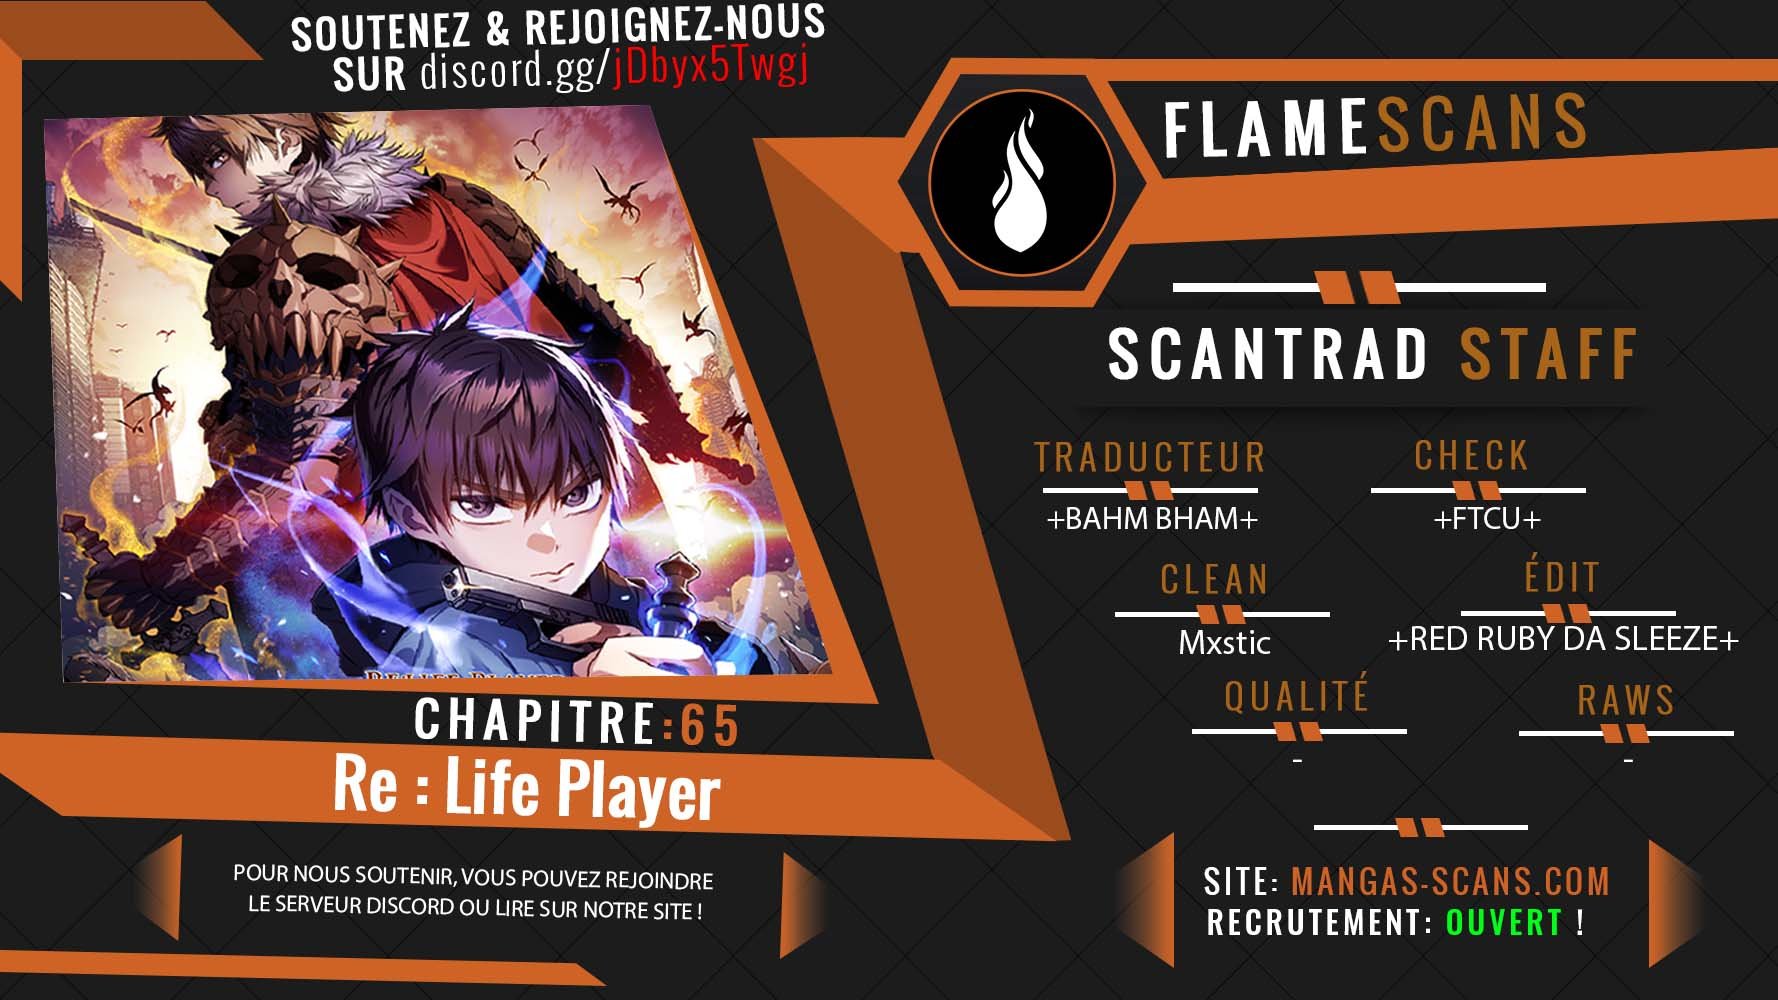 SOUTENEZ & REJOIGNEZ-NOUS
SUR discord.gg/jDbyx5Twgj
CHAPITRE:65
Re : Life Player
POUR NOUS SOUTENIR, VOUS POUVEZ REJOINDRE
LE SERVEUR DISCORD OU LIRE SUR NOTRE SITE !
FLAMESCANS
SCANTRAD STAFF
TRADUCTEUR
+BAHM BHAM+
CHECK
+FTCU+
CLEAN
Mxstic
ÉDIT
+RED RUBY DA SLEEZE+
QUALITÉ
-
RAWS
-
SITE: MANGAS-SCANS.COM
RECRUTEMENT: OUVERT !